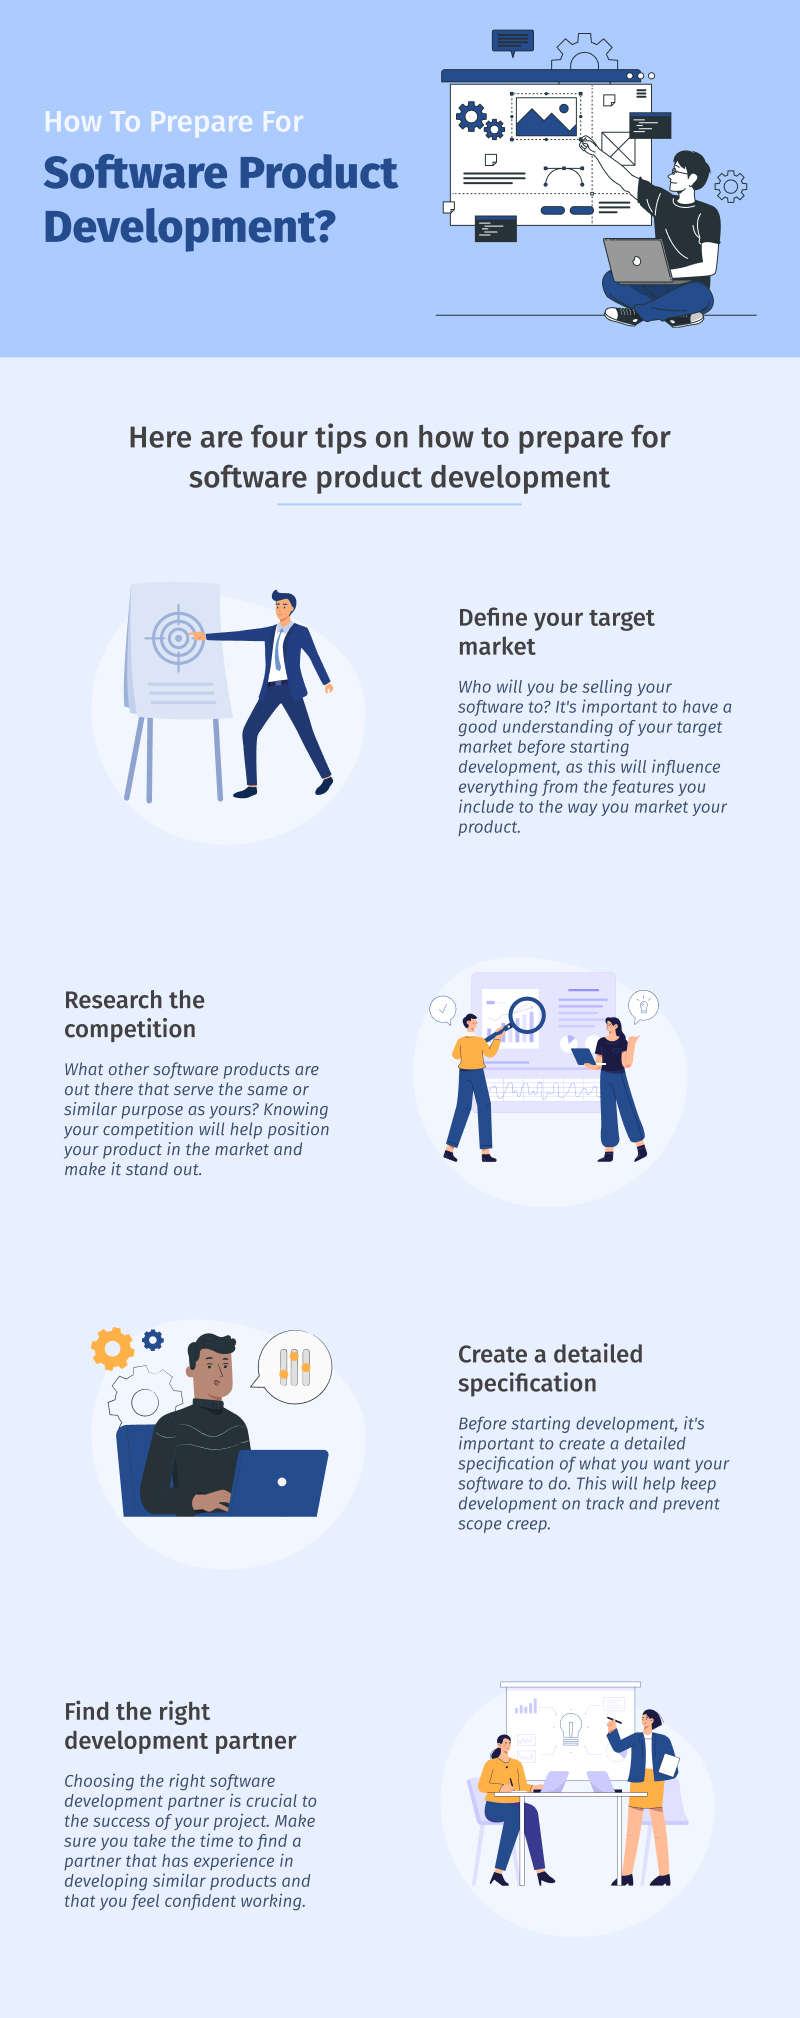 How To Prepare For
Software Product
Development?
Here are four tips on how to prepare for
software product development
Define your target
market
Who will you be selling your
software to? It's important to have a
good understanding of your target
market before starting
development, as this will influence
everything from the features you
include to the way you market your
product.
Research the
competition
What other software products are
out there that serve the same or
similar purpose as yours? Knowing
your competition will help position
your product in the market and
make it stand out.
Create a detailed
specification
Before starting development, it's
important to create a detailed
specification of what you want your
software to do. This will help keep
development on track and prevent
scope creep.
Find the right
development partner
Choosing the right software
development partner is crucial to
the success of your project. Make
sure you take the time to find a
partner that has experience in
developing similar products and
that you feel confident working.